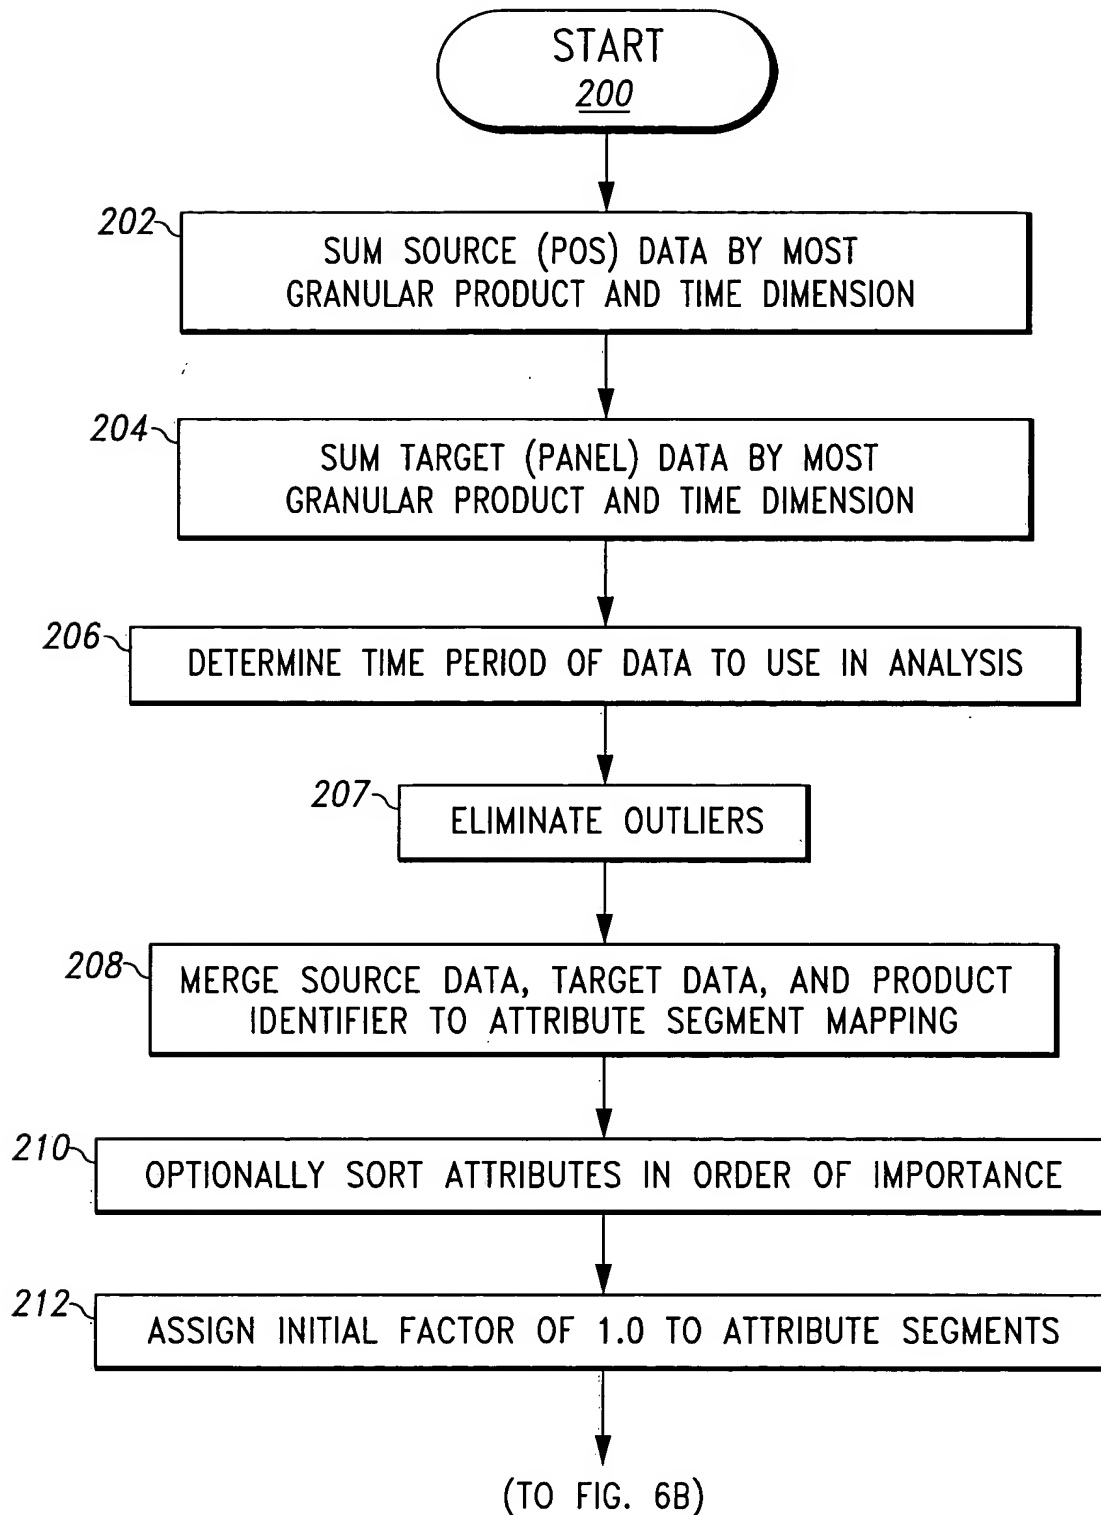 START
200
202
SUM SOURCE (POS) DATA BY MOST
GRANULAR PRODUCT AND TIME DIMENSION
204
SUM TARGET (PANEL) DATA BY MOST
GRANULAR PRODUCT AND TIME DIMENSION
206
DETERMINE TIME PERIOD OF DATA TO USE IN ANALYSIS
207
ELIMINATE OUTLIERS
208
MERGE SOURCE DATA, TARGET DATA, AND PRODUCT
IDENTIFIER TO ATTRIBUTE SEGMENT MAPPING
210
OPTIONALLY SORT ATTRIBUTES IN ORDER OF IMPORTANCE
212
ASSIGN INITIAL FACTOR OF 1.0 TO ATTRIBUTE SEGMENTS
(TO FIG. 6B)